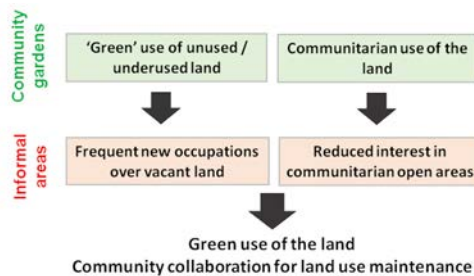 Community
gardens
'Green' use of unused /
underused land
Communitarian use of the
land
Informal
areas
Frequent new occupations
over vacant land
Reduced interest in
communitarian open areas
Green use of the land
Community collaboration for land use maintenance